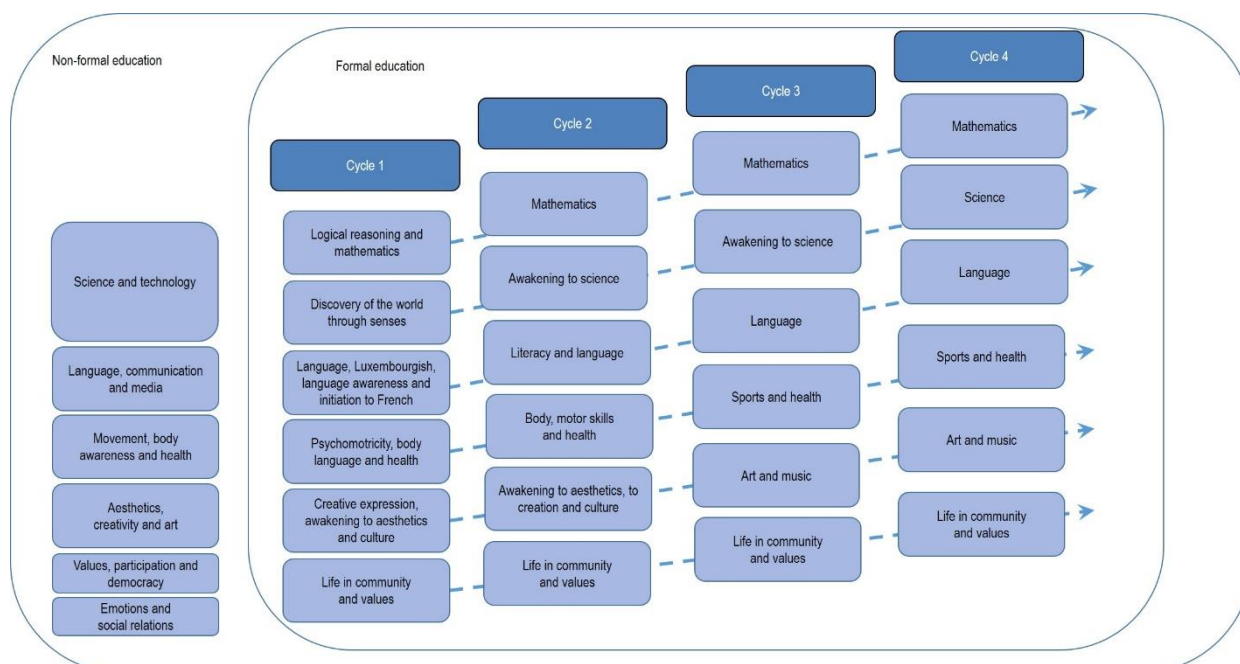 Non-formal education
Science and technology
Language, communication
and media
Movement, body
awareness and health
Aesthetics,
creativity and art
Values, participation and
democracy
Emotions and
social relations
Formal education
Cycle 1
Logical reasoning and
mathematics
Discovery of the world
through senses
Language, Luxembourgish,
language awareness and
initiation to French
Psychomotricity, body
language and health
Creative expression,
awakening to aesthetics
and culture
Life in community
and values
Cycle 2
Mathematics
Awakening to science
Literacy and language
Body, motor skills
and health
Awakening to aesthetics, to
creation and culture
Life in community
and values
Cycle 3
Mathematics
Awakening to science
Language
Sports and health
Art and music
Life in community
and values
Cycle 4
Mathematics
Science
Language
Sports and health
Art and music
Life in community
and values